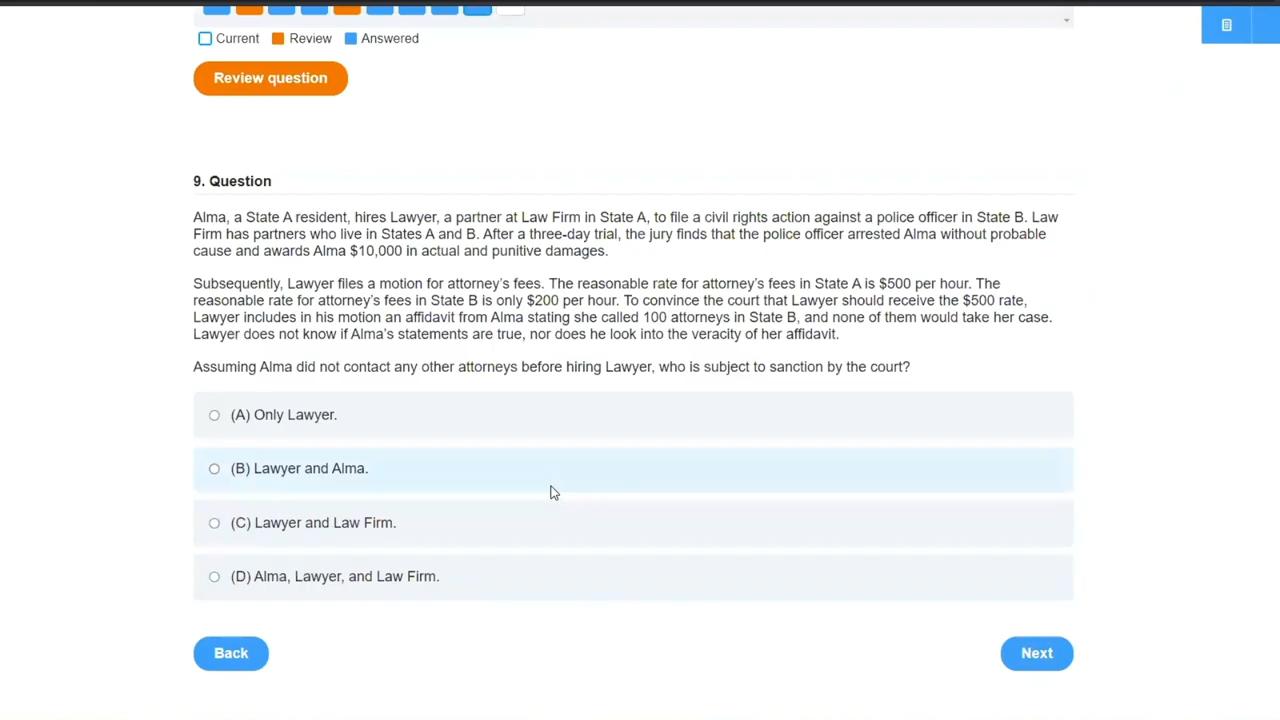 Current Review Answered
Review question
9. Question
Alma, a State A resident, hires Lawyer, a partner at Law Firm in State A, to file a civil rights action against a police officer in State B. Law
Firm has partners who live in States A and B. After a three-day trial, the jury finds that the police officer arrested Alma without probable
cause and awards Alma $10,000 in actual and punitive damages.
Subsequently, Lawyer files a motion for attorney's fees. The reasonable rate for attorney's fees in State A is $500 per hour. The
reasonable rate for attorney's fees in State B is only $200 per hour. To convince the court that Lawyer should receive the $500 rate,
Lawyer includes in his motion an affidavit from Alma stating she called 100 attorneys in State B, and none of them would take her case.
Lawyer does not know if Alma's statements are true, nor does he look into the veracity of her affidavit.
Assuming Alma did not contact any other attorneys before hiring Lawyer, who is subject to sanction by the court?
(A) Only Lawyer.
(B) Lawyer and Alma.
(C) Lawyer and Law Firm.
(D) Alma, Lawyer, and Law Firm.
Back
Next